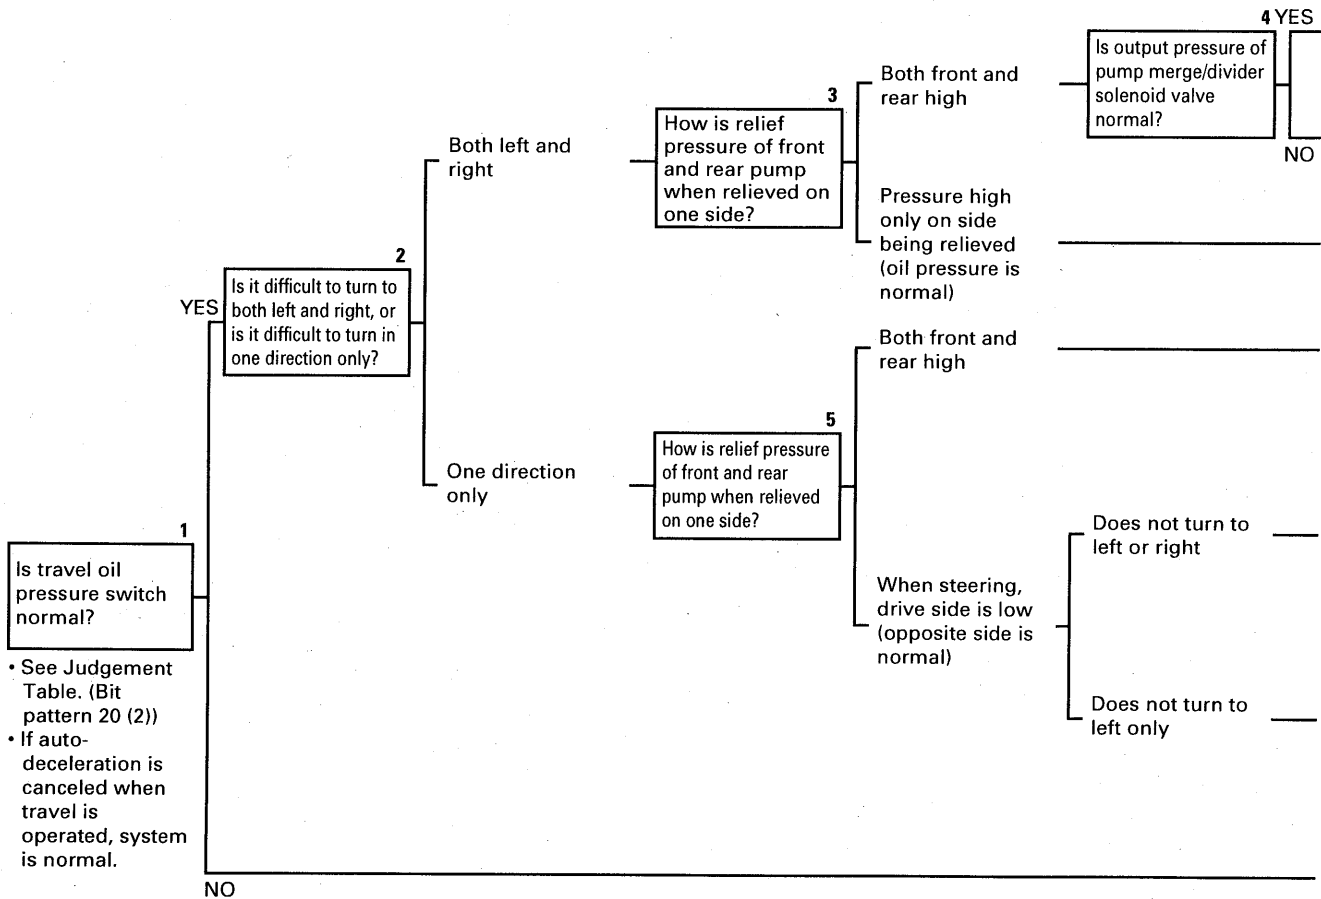 4 YES
Is output pressure of
pump merge/divider
solenoid valve
normal?
NO
Both front and
rear high
3
How is relief
pressure of front
and rear pump
when relieved on
one side?
Both left and
right
Pressure high
only on side
being relieved
(oil pressure is
normal)
2
YES
Is it difficult to turn to
both left and right, or
is it difficult to turn in
one direction only?
Both front and
rear high
5
How is relief pressure
of front and rear
pump when relieved
on one side?
One direction
only
Does not turn to
left or right
When steering,
drive side is low
(opposite side is
normal)
Does not turn to
left only
1
Is travel oil
pressure switch
normal?
• See Judgement
Table. (Bit
pattern 20 (2))
• If auto-
deceleration is
canceled when
travel is
operated, system
is normal.
NO